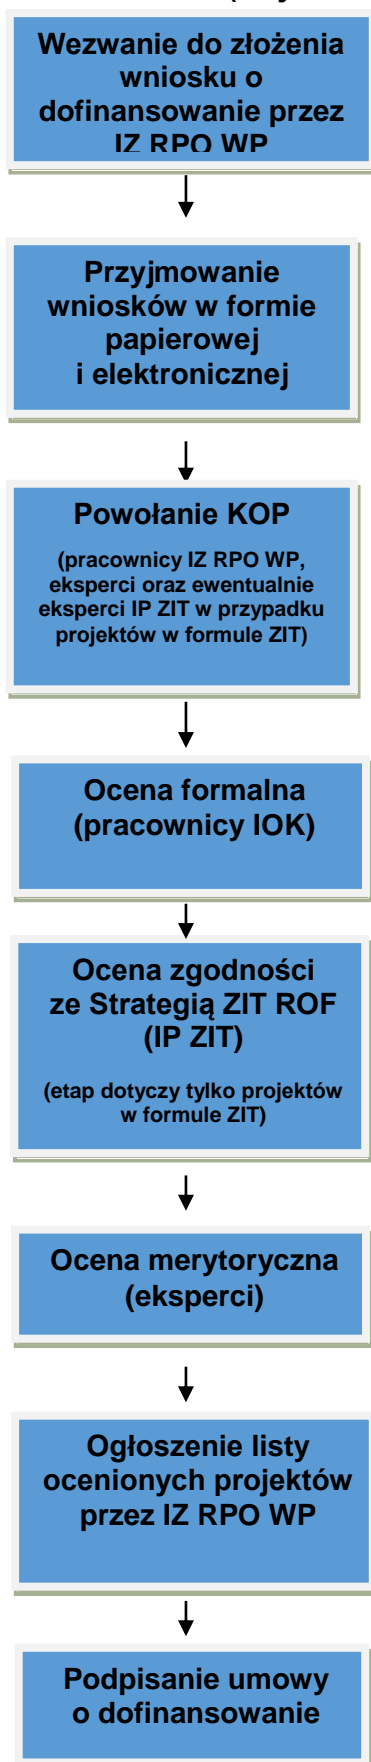 Wezwanie do złożenia
wniosku o
dofinansowanie przez
IZ RPO WP
Przyjmowanie
wniosków w formie
papierowej
i elektronicznej
Powołanie KOP
(pracownicy IZ RPO WP,
eksperci oraz ewentualnie
eksperci IP ZIT w przypadku
projektów w formule ZIT)
Ocena formalna
(pracownicy IOK)
Ocena zgodności
ze Strategią ZIT ROF
(IP ZIT)
(etap dotyczy tylko projektów
w formule ZIT)
Ocena merytoryczna
(eksperci)
Ogłoszenie listy
ocenionych projektów
przez IZ RPO WP
Podpisanie umowy
o dofinansowanie